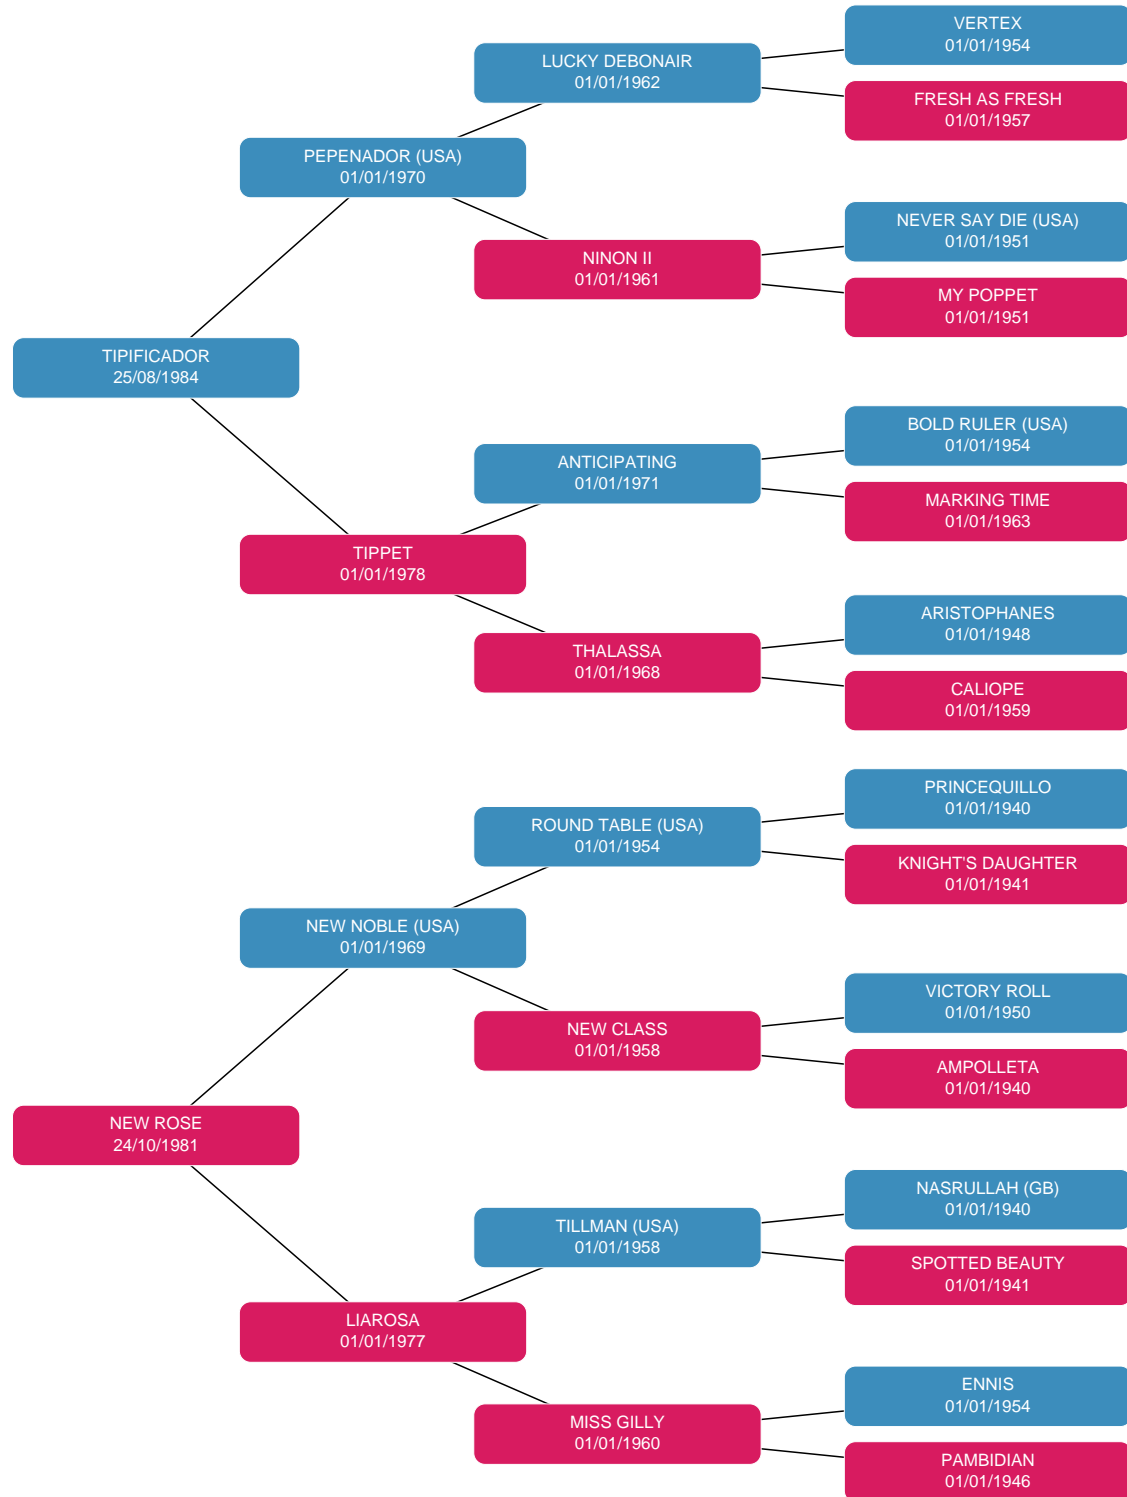 VERTEX
01/01/1954
LUCKY DEBONAIR
01/01/1962
FRESH AS FRESH
01/01/1957
PEPENADOR (USA)
01/01/1970
NEVER SAY DIE (USA)
01/01/1951
NINON II
01/01/1961
MY POPPET
01/01/1951
TIPIFICADOR
25/08/1984
BOLD RULER (USA)
01/01/1954
ANTICIPATING
01/01/1971
MARKING TIME
01/01/1963
TIPPET
01/01/1978
ARISTOPHANES
01/01/1948
THALASSA
01/01/1968
CALIOPE
01/01/1959
PRINCEQUILLO
01/01/1940
ROUND TABLE (USA)
01/01/1954
KNIGHT'S DAUGHTER
01/01/1941
NEW NOBLE (USA)
01/01/1969
VICTORY ROLL
01/01/1950
NEW CLASS
01/01/1958
AMPOLLETA
01/01/1940
NEW ROSE
24/10/1981
NASRULLAH (GB)
01/01/1940
TILLMAN (USA)
01/01/1958
SPOTTED BEAUTY
01/01/1941
LIAROSA
01/01/1977
ENNIS
01/01/1954
MISS GILLY
01/01/1960
PAMBIDIAN
01/01/1946